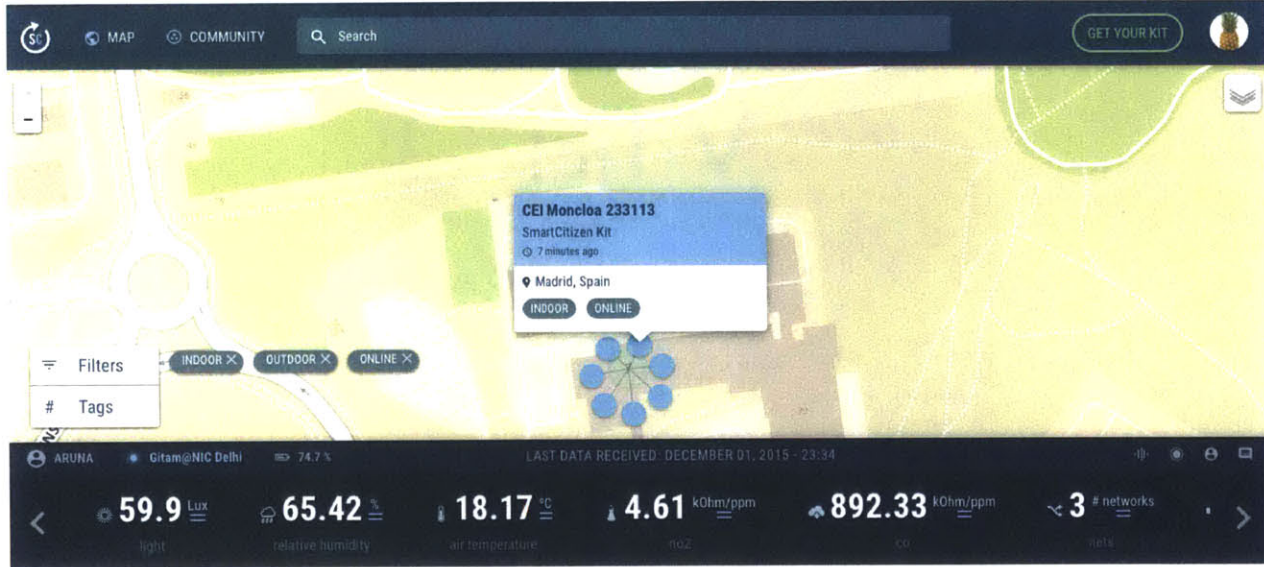 SC
MAP
COMMUNITY
Search
GET YOUR KIT
-
CEI Moncloa 233113
SmartCitizen Kit
7 minutes ago
Madrid, Spain
INDOOR ONLINE
Filters
INDOOR X OUTDOOR X ONLINE X
# Tags
ARUNA Gitam@NIC Delhi 74.7 % LAST DATA RECEIVED: DECEMBER 01, 2015 - 23:34
59.9 Lux
65.42 %
18.17 °C
4.61 kOhm/ppm
892.33 kOhm/ppm
3 # networks
light
relative humidity
air temperature
no2
co
nets